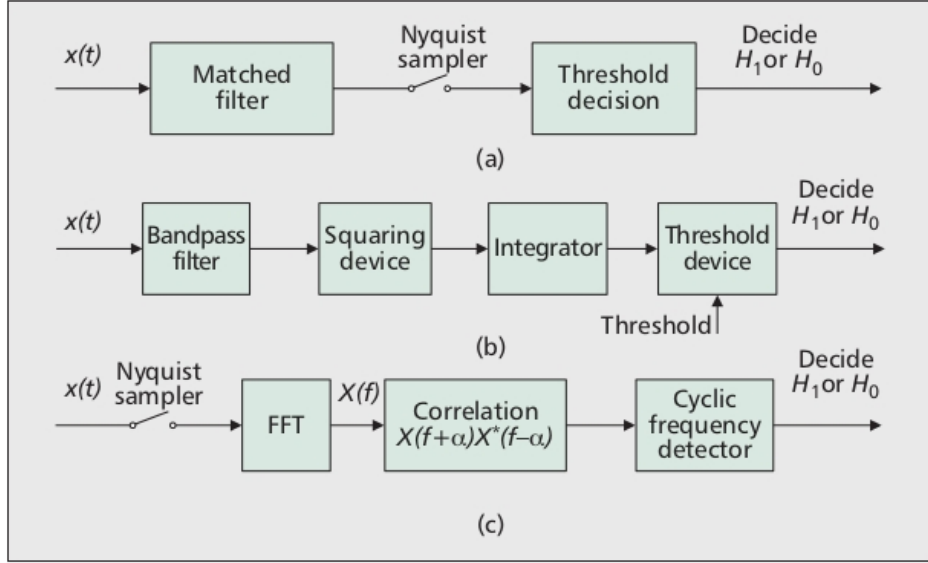 x(t)
Matched
filter
Nyquist
sampler
Threshold
decision
Decide
H₁ or H₀
(a)
x(t)
Bandpass
filter
Squaring
device
Integrator
Threshold
device
Decide
H₁ or H₀
Threshold
(b)
x(t)
Nyquist
sampler
FFT
X(f)
Correlation
X(f+α)X*(f–α)
Cyclic
frequency
detector
Decide
H₁ or H₀
(c)